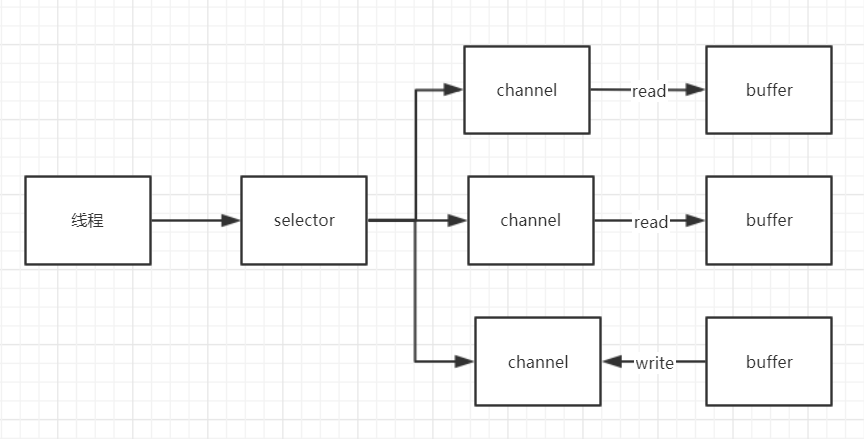 channel
read
buffer
线程
selector
channel
read
buffer
channel
write
buffer